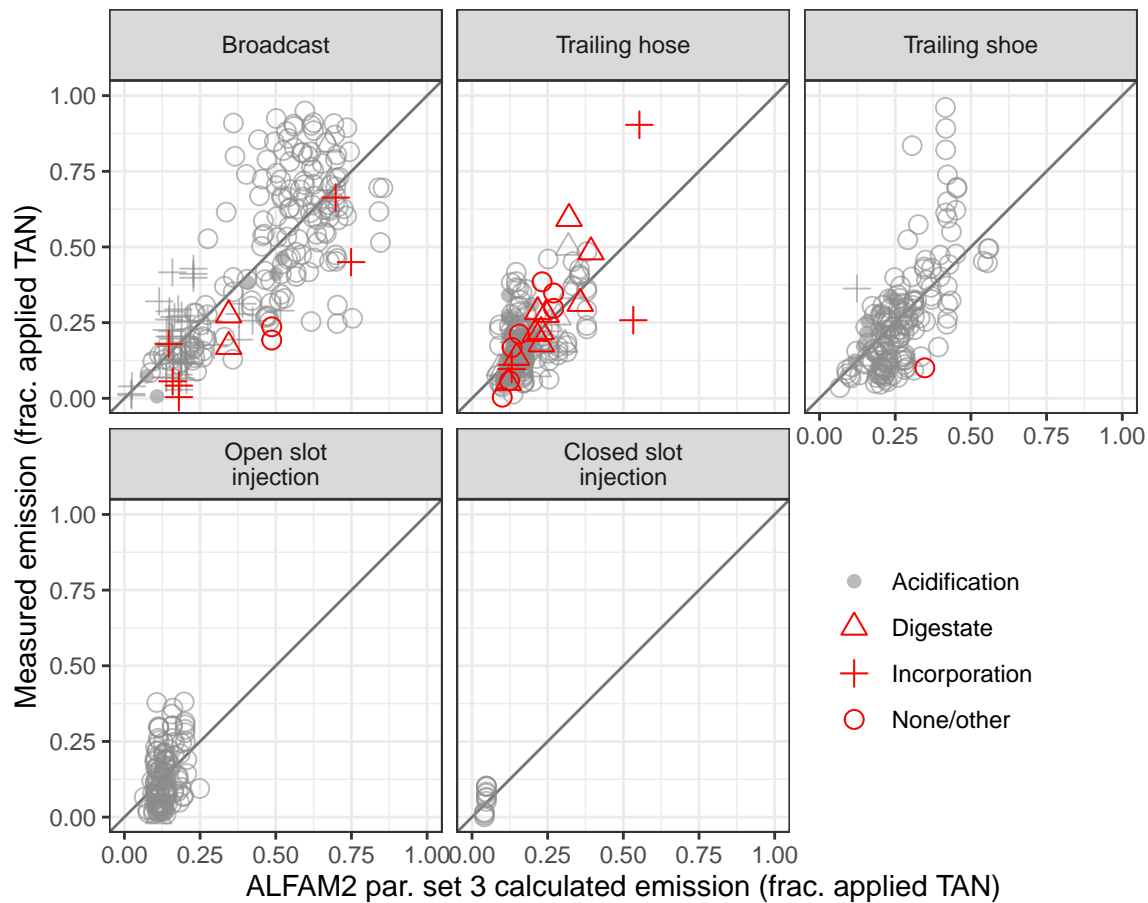 Broadcast
Trailing hose
Trailing shoe
1.00
0.75
0.50
0.25
0.00
0.00 0.25 0.50 0.75 1.00
Open slot
injection
Closed slot
injection
1.00
0.75
0.50
0.25
0.00
0.00 0.25 0.50 0.75 1.00
0.00 0.25 0.50 0.75 1.00
Measured emission (frac. applied TAN)
ALFAM2 par. set 3 calculated emission (frac. applied TAN)
Acidification
Digestate
Incorporation
None/other